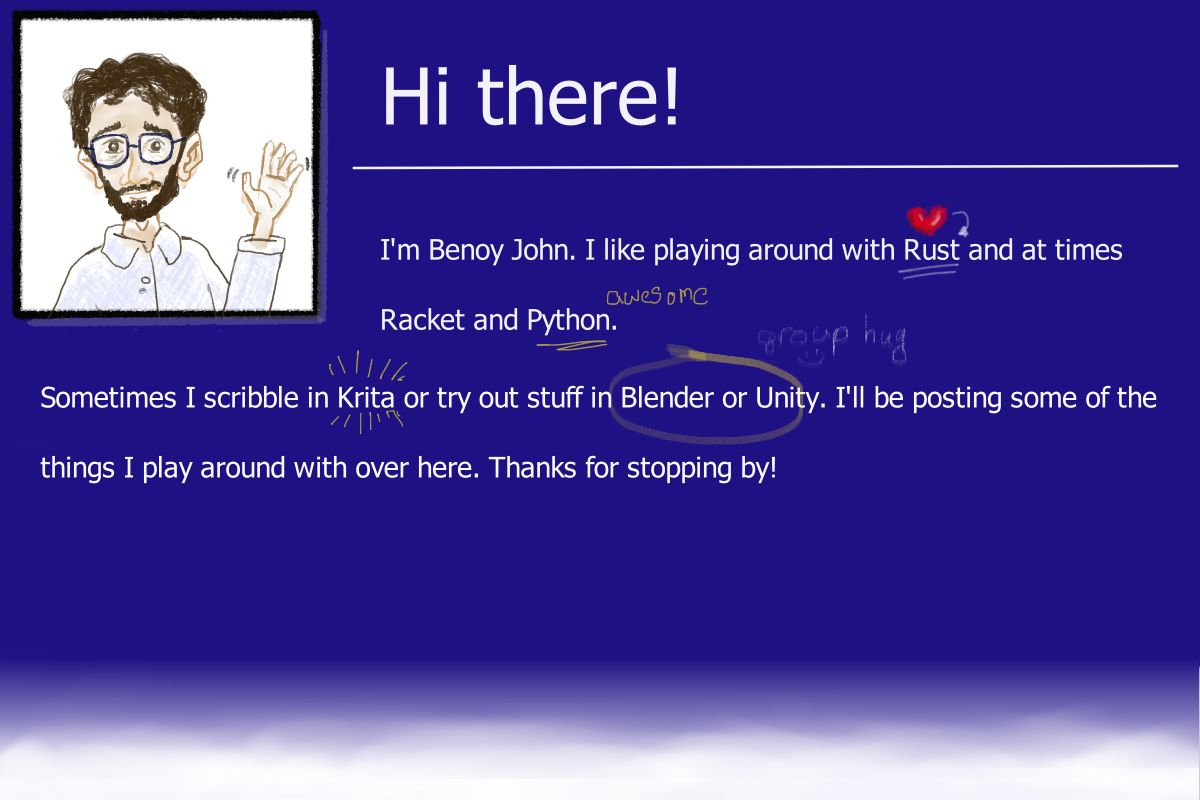 Hi there!
I'm Benoy John. I like playing around with Rust and at times
awesome
Racket and Python.
group hug
Sometimes I scribble in Krita or try out stuff in Blender or Unity. I'll be posting some of the
things I play around with over here. Thanks for stopping by!